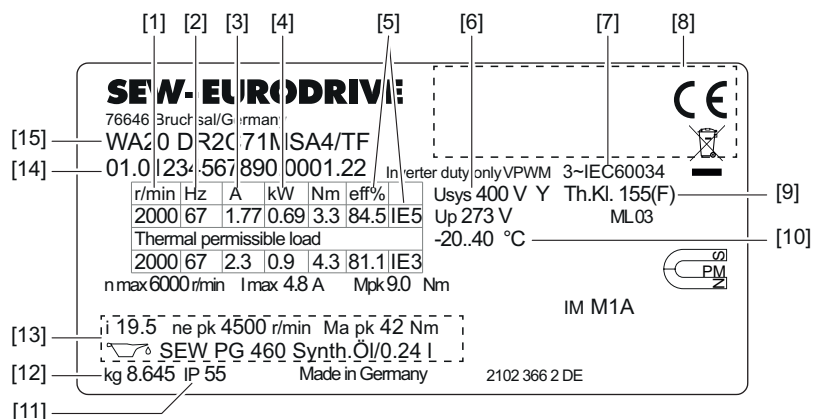 [1] [2] [3] [4] [5] [6] [7] [8]
SEW-EURODRIVE
CE
76646 Bruchsal/Germany
[15] WA20 DR2C71MSA4/TF
[14] 01.01234567890.0001.22 Inverter duty only VPWM 3~IEC60034
r/min Hz A kW Nm eff% Usys 400 V Y Th.Kl. 155(F) [9]
2000 67 1.77 0.69 3.3 84.5 IE5 Up 273 V ML03
Thermal permissible load -20..40 °C [10]
2000 67 2.3 0.9 4.3 81.1 IE3
n max 6000 r/min I max 4.8 A Mpk 9.0 Nm
S
PM
N
IM M1A
[13] i 19.5 ne pk 4500 r/min Ma pk 42 Nm
SEW PG 460 Synth.Öl/0.24 l
[12] kg 8.645 IP 55 Made in Germany 2102 366 2 DE
[11]